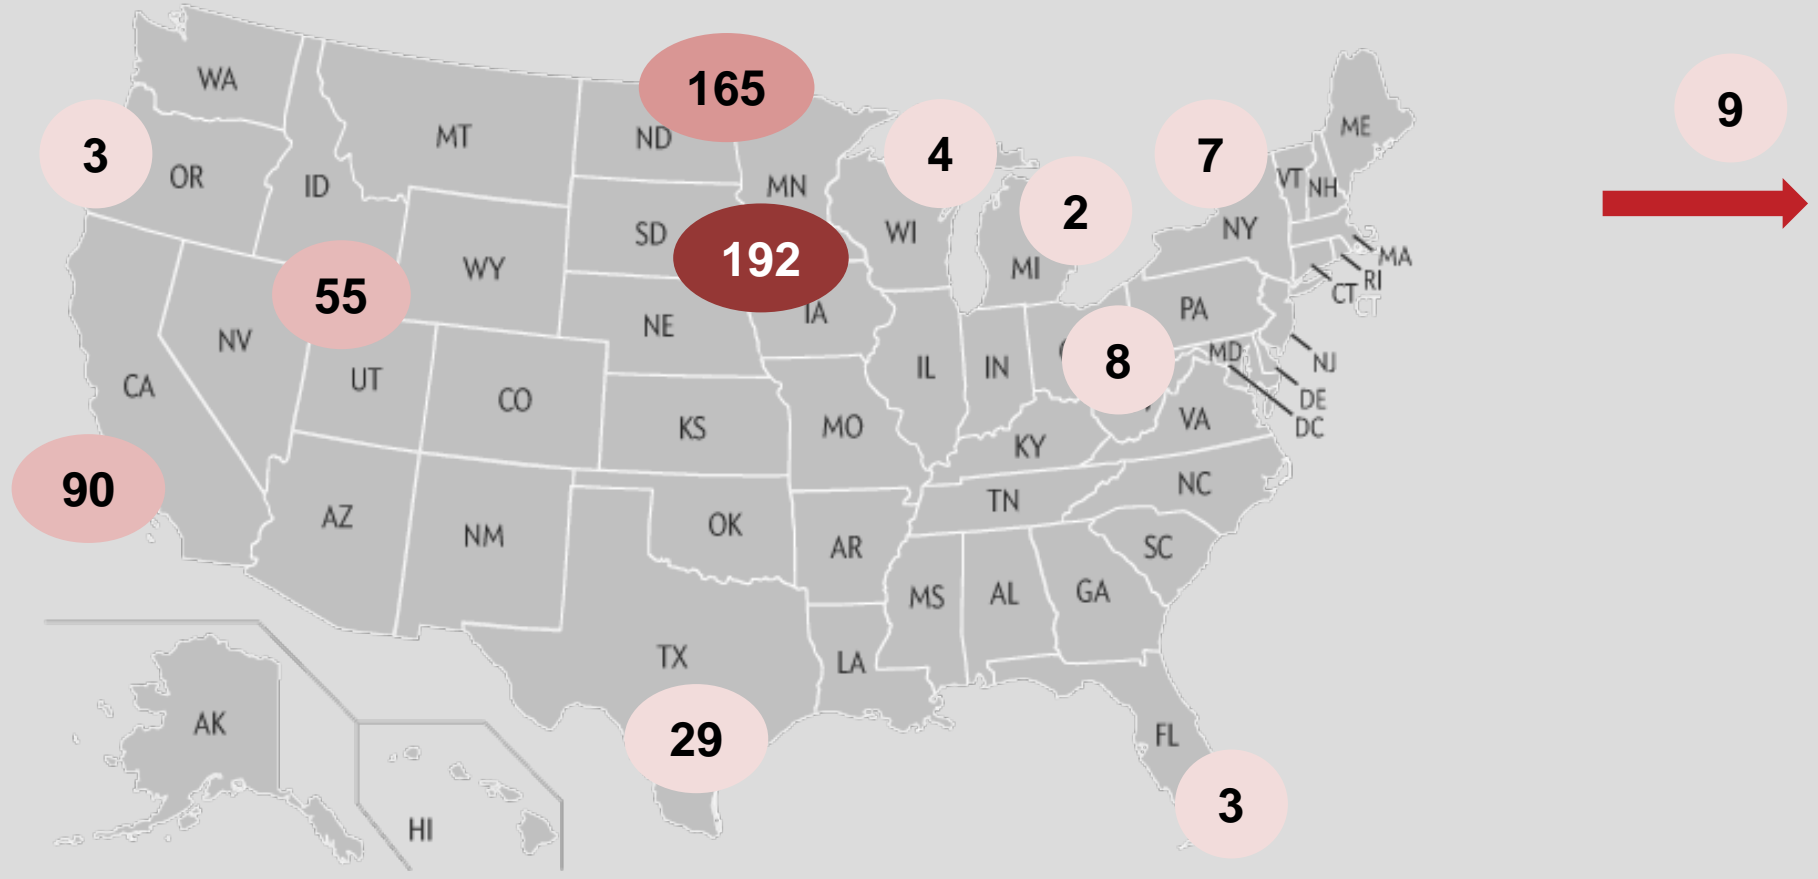 165
9
WA
3
4
7
ME
MT
ND
OR
ID
MN
VT
NH
2
SD
WI
NY
192
MA
WY
MI
RI
CT
CT
55
IA
PA
NE
NV
MD
NJ
8
UT
IL
IN
CA
CO
DE
KS
MO
VA
DC
KY
90
NC
TN
AZ
OK
NM
AR
SC
MS
AL
GA
TX
LA
AK
29
FL
3
HI